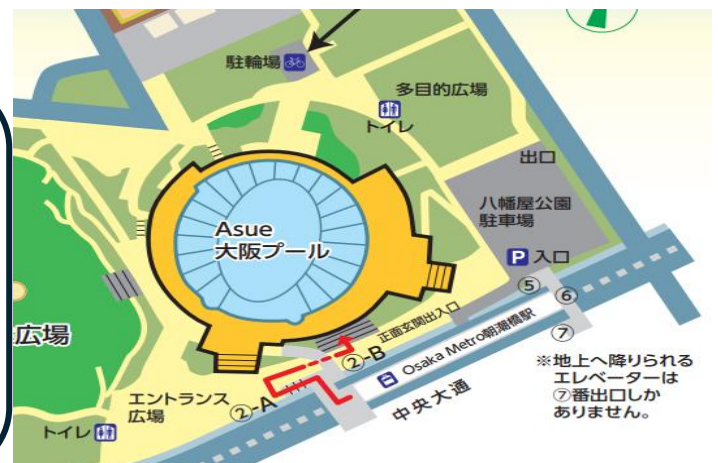 駐輪場
多目的広場
トイレ
出口
八幡屋公園
駐車場
P 入口
Asue
大阪プール
⑤
⑥
⑦
広場
正面玄関出入口
②-B
Osaka Metro朝潮橋駅
②-A
エントランス
広場
中央大通
トイレ
※地上へ降りられる
エレベーターは
⑦番出口しか
ありません。